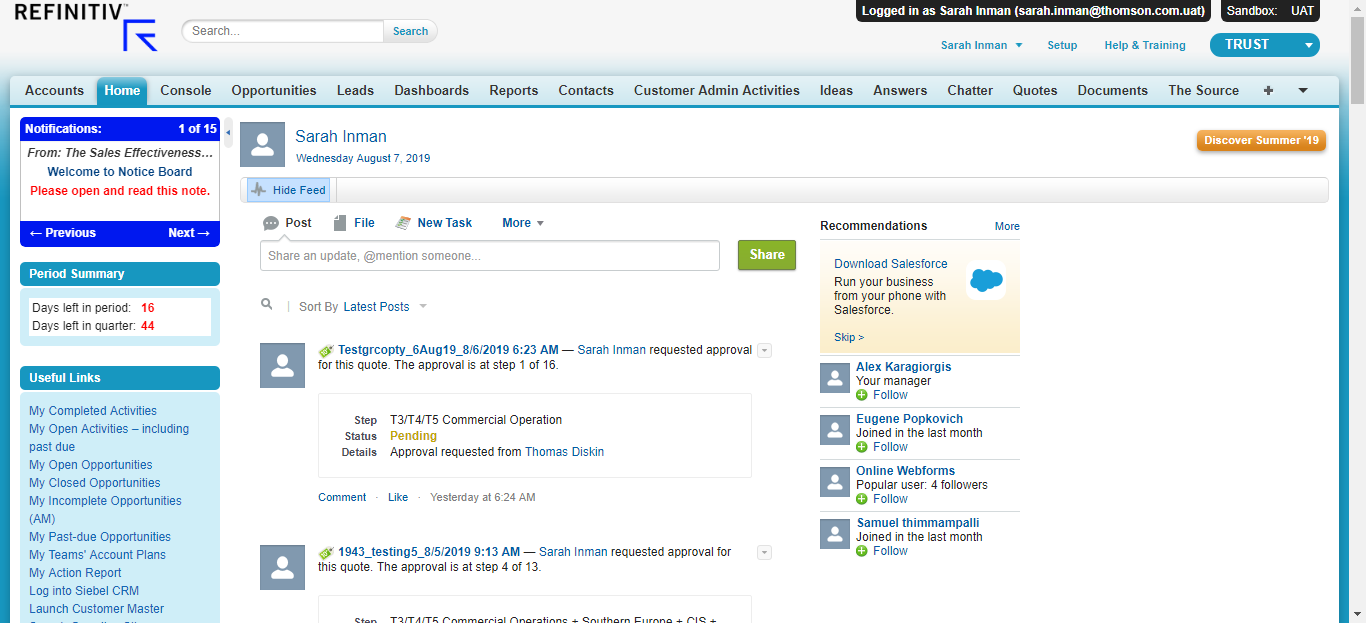 REFINITIV
Search...
Search
Logged in as Sarah Inman (sarah.inman@thomson.com.uat)
Sandbox: UAT
Sarah Inman
Setup
Help & Training
TRUST
Accounts
Home
Console
Opportunities
Leads
Dashboards
Reports
Contacts
Customer Admin Activities
Ideas
Answers
Chatter
Quotes
Documents
The Source
Notifications: 1 of 15
From: The Sales Effectiveness...
Welcome to Notice Board
Please open and read this note.
← Previous
Next →
Period Summary
Days left in period: 16
Days left in quarter: 44
Useful Links
My Completed Activities
My Open Activities – including
past due
My Open Opportunities
My Closed Opportunities
My Incomplete Opportunities
(AM)
My Past-due Opportunities
My Teams' Account Plans
My Action Report
Log into Siebel CRM
Launch Customer Master
Sarah Inman
Wednesday August 7, 2019
Discover Summer '19
Hide Feed
Post
File
New Task
More
Share an update, @mention someone...
Share
Sort By Latest Posts
Testgrcopty_6Aug19_8/6/2019 6:23 AM — Sarah Inman requested approval
for this quote. The approval is at step 1 of 16.
Step T3/T4/T5 Commercial Operation
Status Pending
Details Approval requested from Thomas Diskin
Comment · Like · Yesterday at 6:24 AM
1943_testing5_8/5/2019 9:13 AM — Sarah Inman requested approval for
this quote. The approval is at step 4 of 13.
Step T3/T4/T5 Commercial Operations + Southern Europe + CIS +
Recommendations
More
Download Salesforce
Run your business
from your phone with
Salesforce.
Skip >
Alex Karagiorgis
Your manager
Follow
Eugene Popkovich
Joined in the last month
Follow
Online Webforms
Popular user: 4 followers
Follow
Samuel thimmampalli
Joined in the last month
Follow